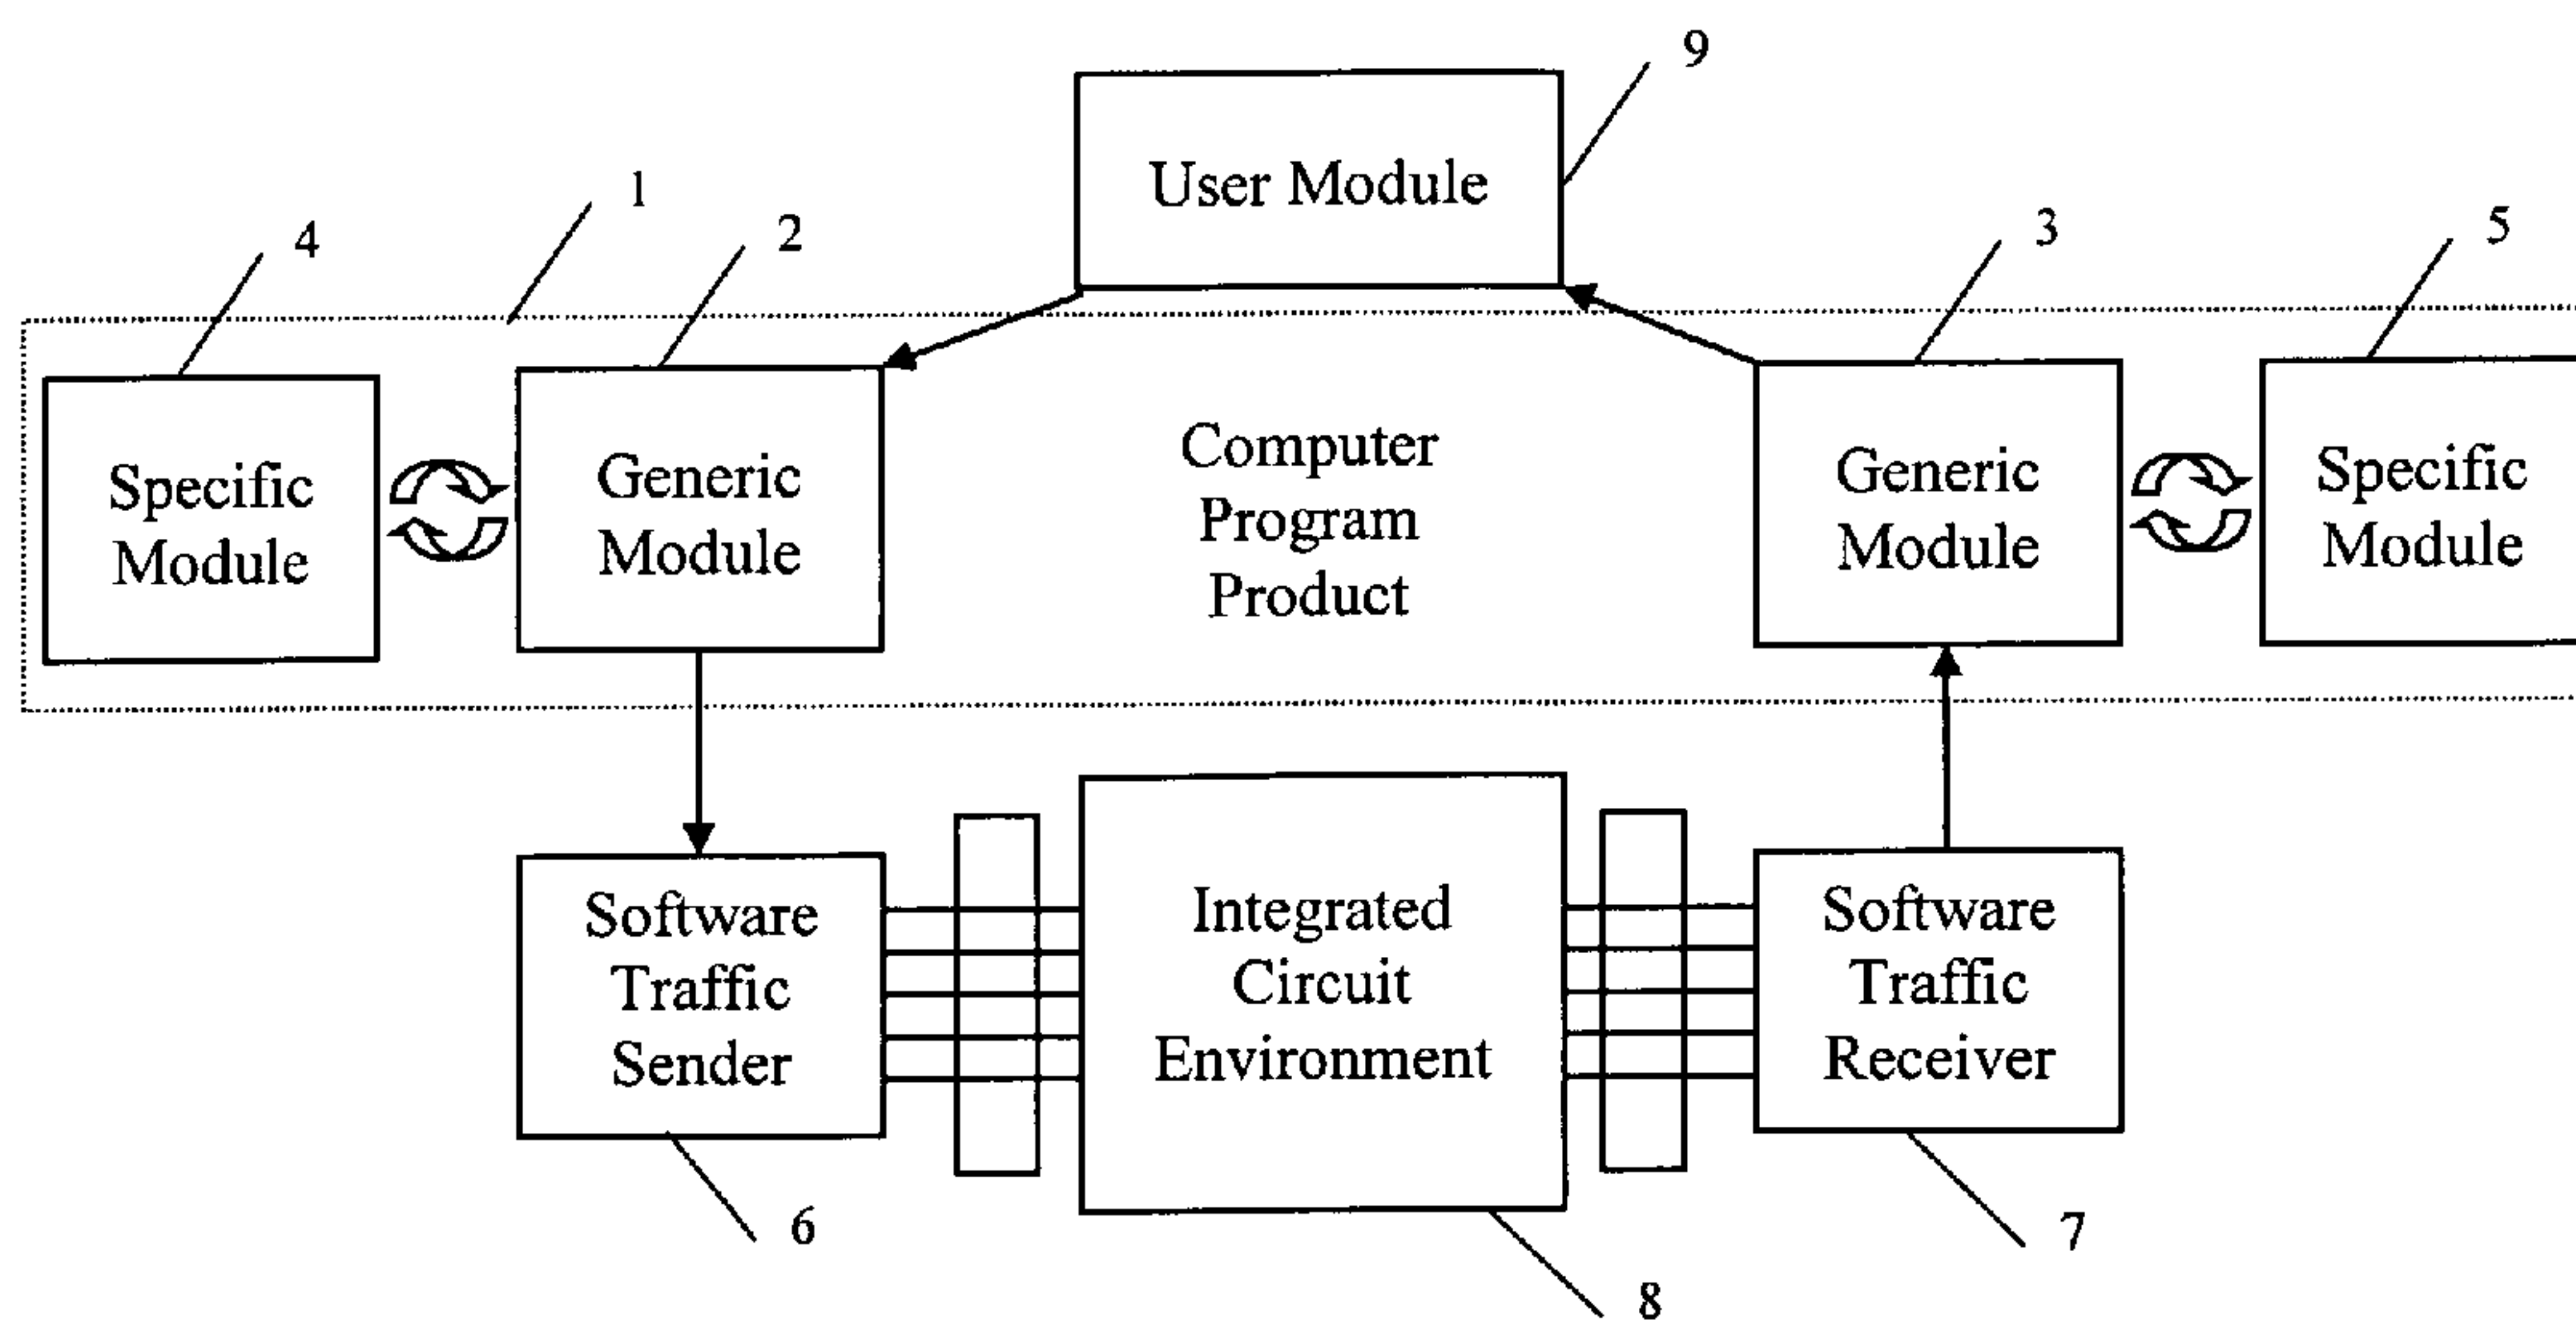 9
User Module
1
4
2
3
5
Specific
Module
Generic
Module
Computer
Program
Product
Generic
Module
Specific
Module
Software
Traffic
Sender
Integrated
Circuit
Environment
Software
Traffic
Receiver
6
7
8